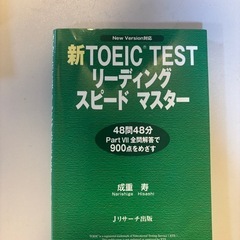 New Version対応
新TOEIC® TEST
リーディング
スピード マスター
48問48分
Part VII 全問解答で
900点をめざす
成重 寿
Narishige Hisashi
Jリサーチ出版